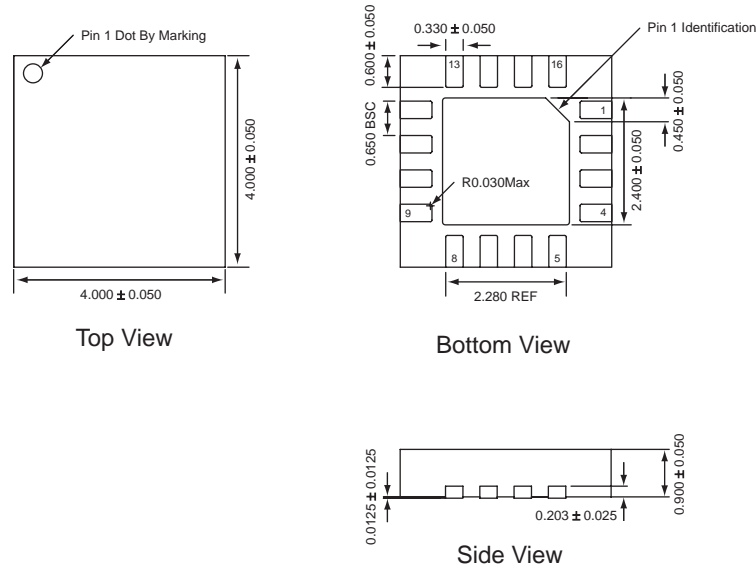 Pin 1 Dot By Marking
4.000 ± 0.050
4.000 ± 0.050
Top View
0.330 ± 0.050
0.600 ± 0.050
Pin 1 Identification
13
16
1
0.450 ± 0.050
0.650 BSC
R0.030Max
2.400 ± 0.050
9
4
8
5
2.280 REF
Bottom View
0.0125 ± 0.0125
0.203 ± 0.025
0.900 ± 0.050
Side View